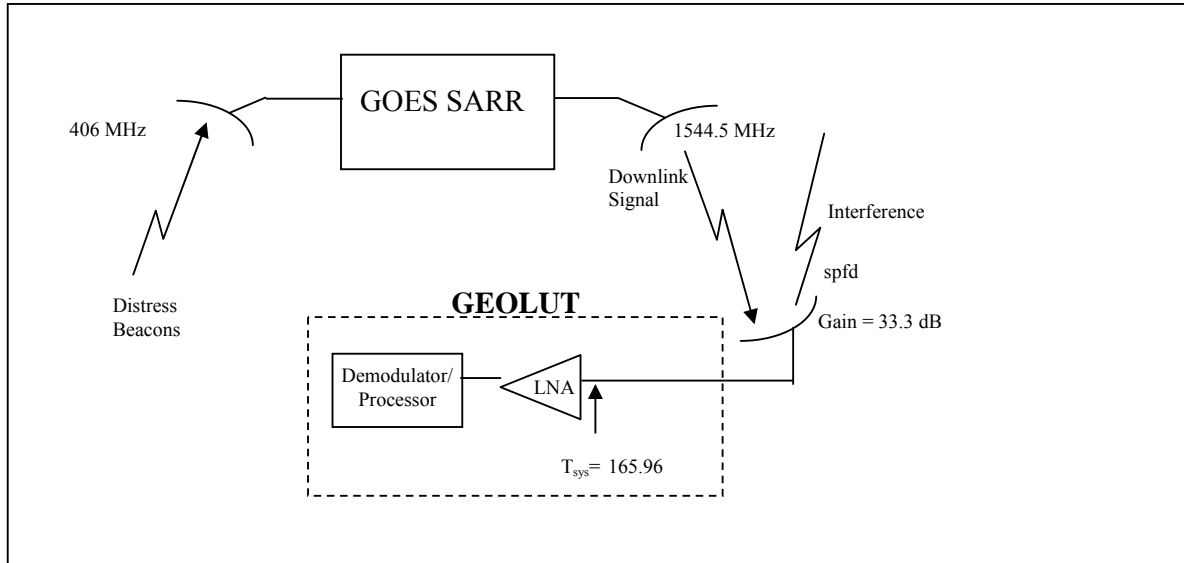 GOES SARR
406 MHz
1544.5 MHz
Downlink
Signal
Interference
spfd
Distress
Beacons
GEOLUT
Gain = 33.3 dB
Demodulator/
Processor
LNA
Tsys= 165.96